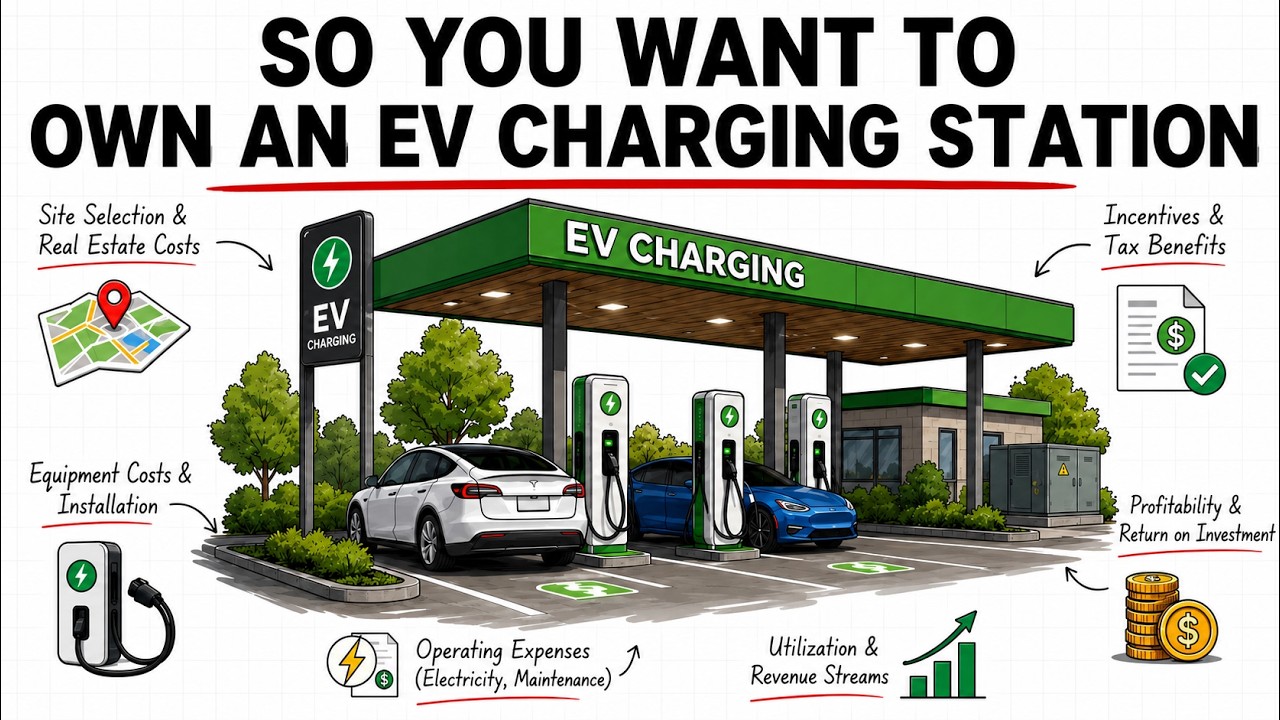 SO YOU WANT TO
OWN AN EV CHARGING STATION
Site Selection &
Real Estate Costs
Incentives &
Tax Benefits
EV CHARGING
EV
CHARGING
$
Equipment Costs &
Installation
Profitability &
Return on Investment
$
$
Operating Expenses
(Electricity, Maintenance)
$
Utilization &
Revenue Streams